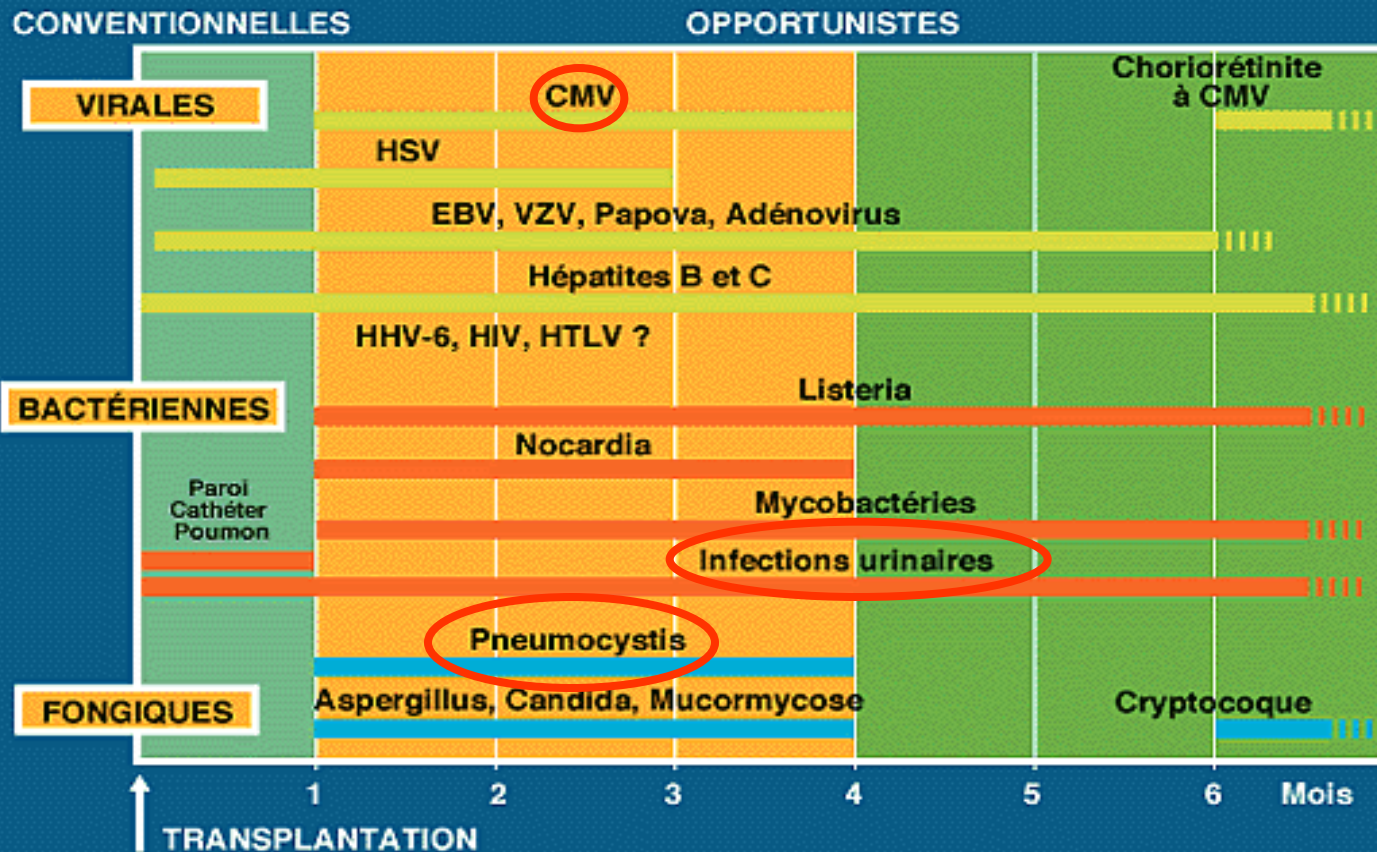 CONVENTIONNELLES
OPPORTUNISTES
VIRALES
CMV
Choriorétinite
à CMV
HSV
EBV, VZV, Papova, Adénovirus
Hépatites B et C
HHV-6, HIV, HTLV ?
BACTÉRIENNES
Listeria
Nocardia
Paroi
Cathéter
Poumon
Mycobactéries
Infections urinaires
Pneumocystis
FONGIQUES
Aspergillus, Candida, Mucormycose
Cryptocoque
1 2 3 4 5 6 Mois
TRANSPLANTATION